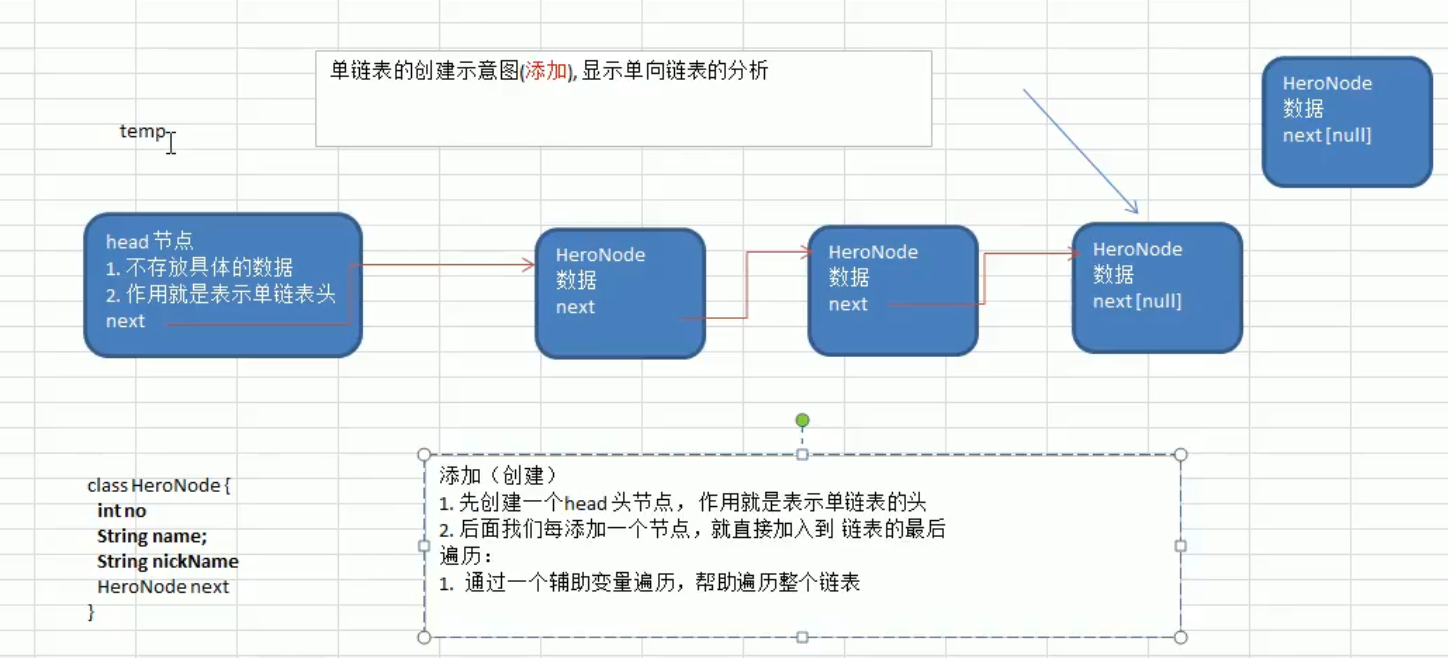 单链表的创建示意图(添加), 显示单向链表的分析
temp
HeroNode
数据
next [null]
head 节点
1. 不存放具体的数据
2. 作用就是表示单链表头
next
HeroNode
数据
next
HeroNode
数据
next
HeroNode
数据
next [null]
class HeroNode {
int no
String name;
String nickName
HeroNode next
}
添加（创建）
1. 先创建一个head 头节点，作用就是表示单链表的头
2. 后面我们每添加一个节点，就直接加入到 链表的最后
遍历：
1. 通过一个辅助变量遍历，帮助遍历整个链表